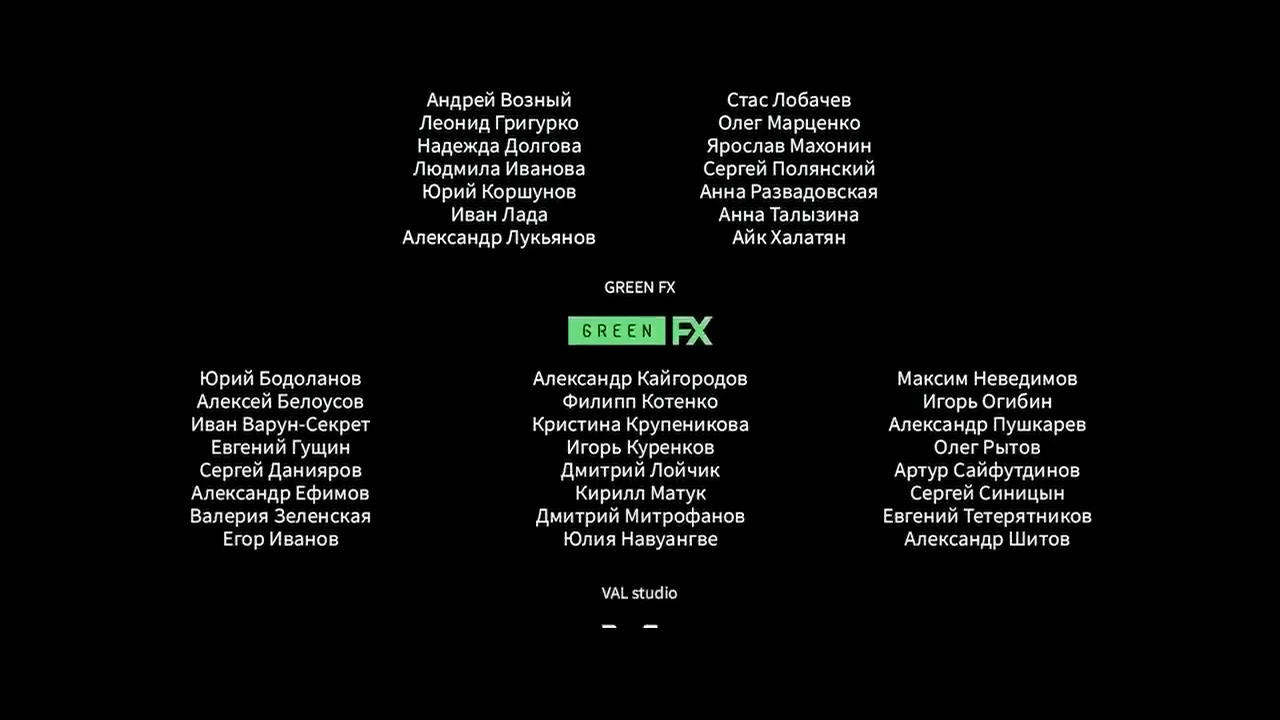 Андрей Возный
Леонид Григурко
Надежда Долгова
Людмила Иванова
Юрий Коршунов
Иван Лада
Александр Лукьянов
Стас Лобачев
Олег Марценко
Ярослав Махонин
Сергей Полянский
Анна Развадовская
Анна Талызина
Айк Халатян
GREEN FX
GREEN FX
Юрий Бодоланов
Алексей Белоусов
Иван Варун-Секрет
Евгений Гущин
Сергей Данияров
Александр Ефимов
Валерия Зеленская
Егор Иванов
Александр Кайгородов
Филипп Котенко
Кристина Крупеникова
Игорь Куренков
Дмитрий Лойчик
Кирилл Матук
Дмитрий Митрофанов
Юлия Навуангве
Максим Неведимов
Игорь Огибин
Александр Пушкарев
Олег Рытов
Артур Сайфутдинов
Сергей Синицын
Евгений Тетерятников
Александр Шитов
VAL studio